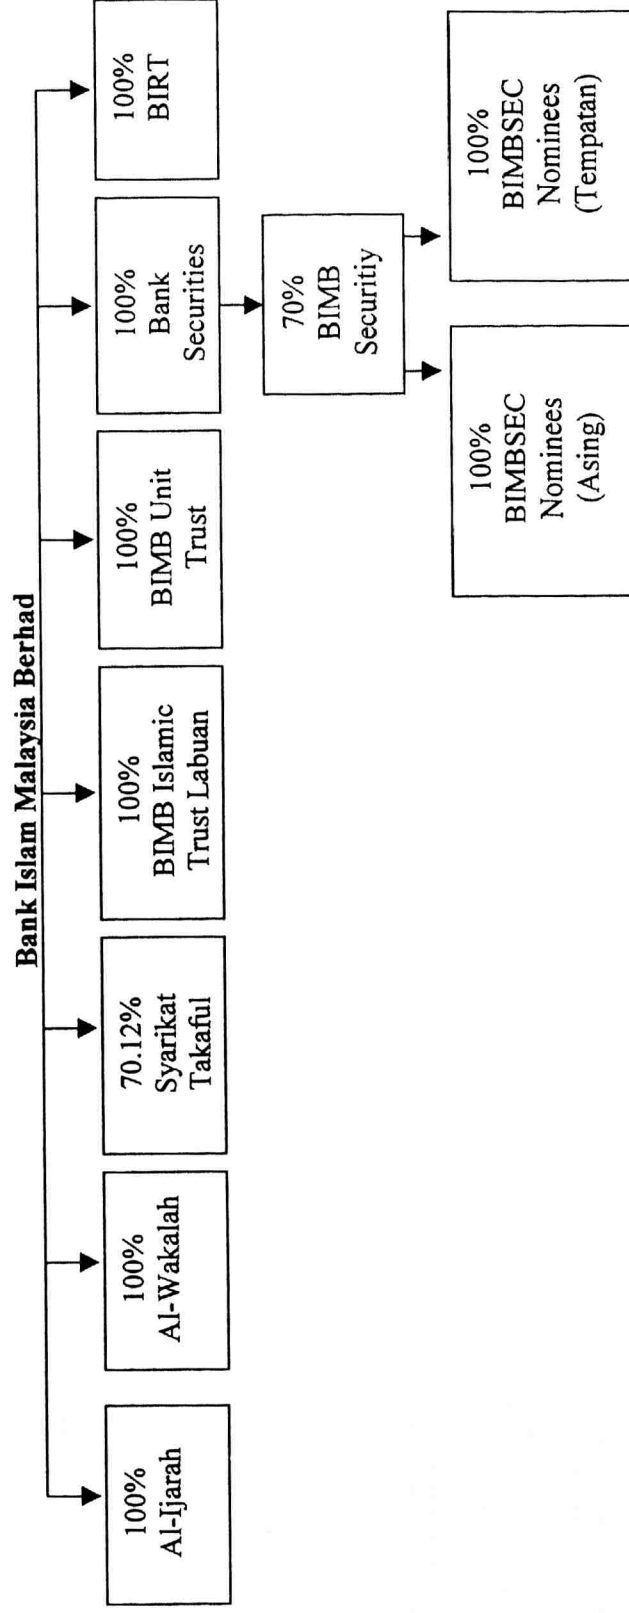 Bank Islam Malaysia Berhad
100%
Al-Ijarah
100%
Al-Wakalah
70.12%
Syarikat
Takaful
100%
BIMB Islamic
Trust Labuan
100%
BIMB Unit
Trust
100%
Bank
Securities
100%
BIRT
70%
BIMB
Securitiy
100%
BIMBSEC
Nominees
(Asing)
100%
BIMBSEC
Nominees
(Tempatan)